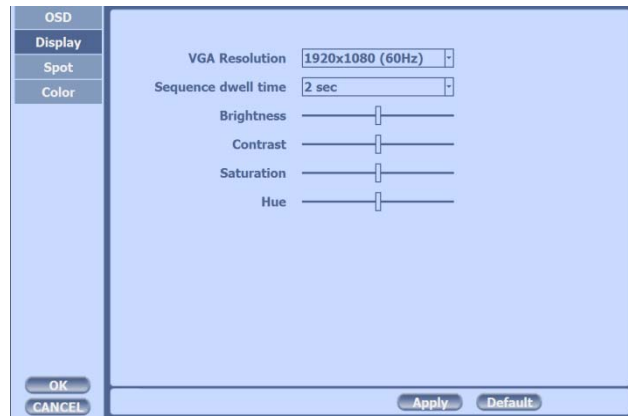 OSD
Display
Spot
Color
VGA Resolution 1920x1080 (60Hz)
Sequence dwell time 2 sec
Brightness
Contrast
Saturation
Hue
OK
CANCEL
Apply Default